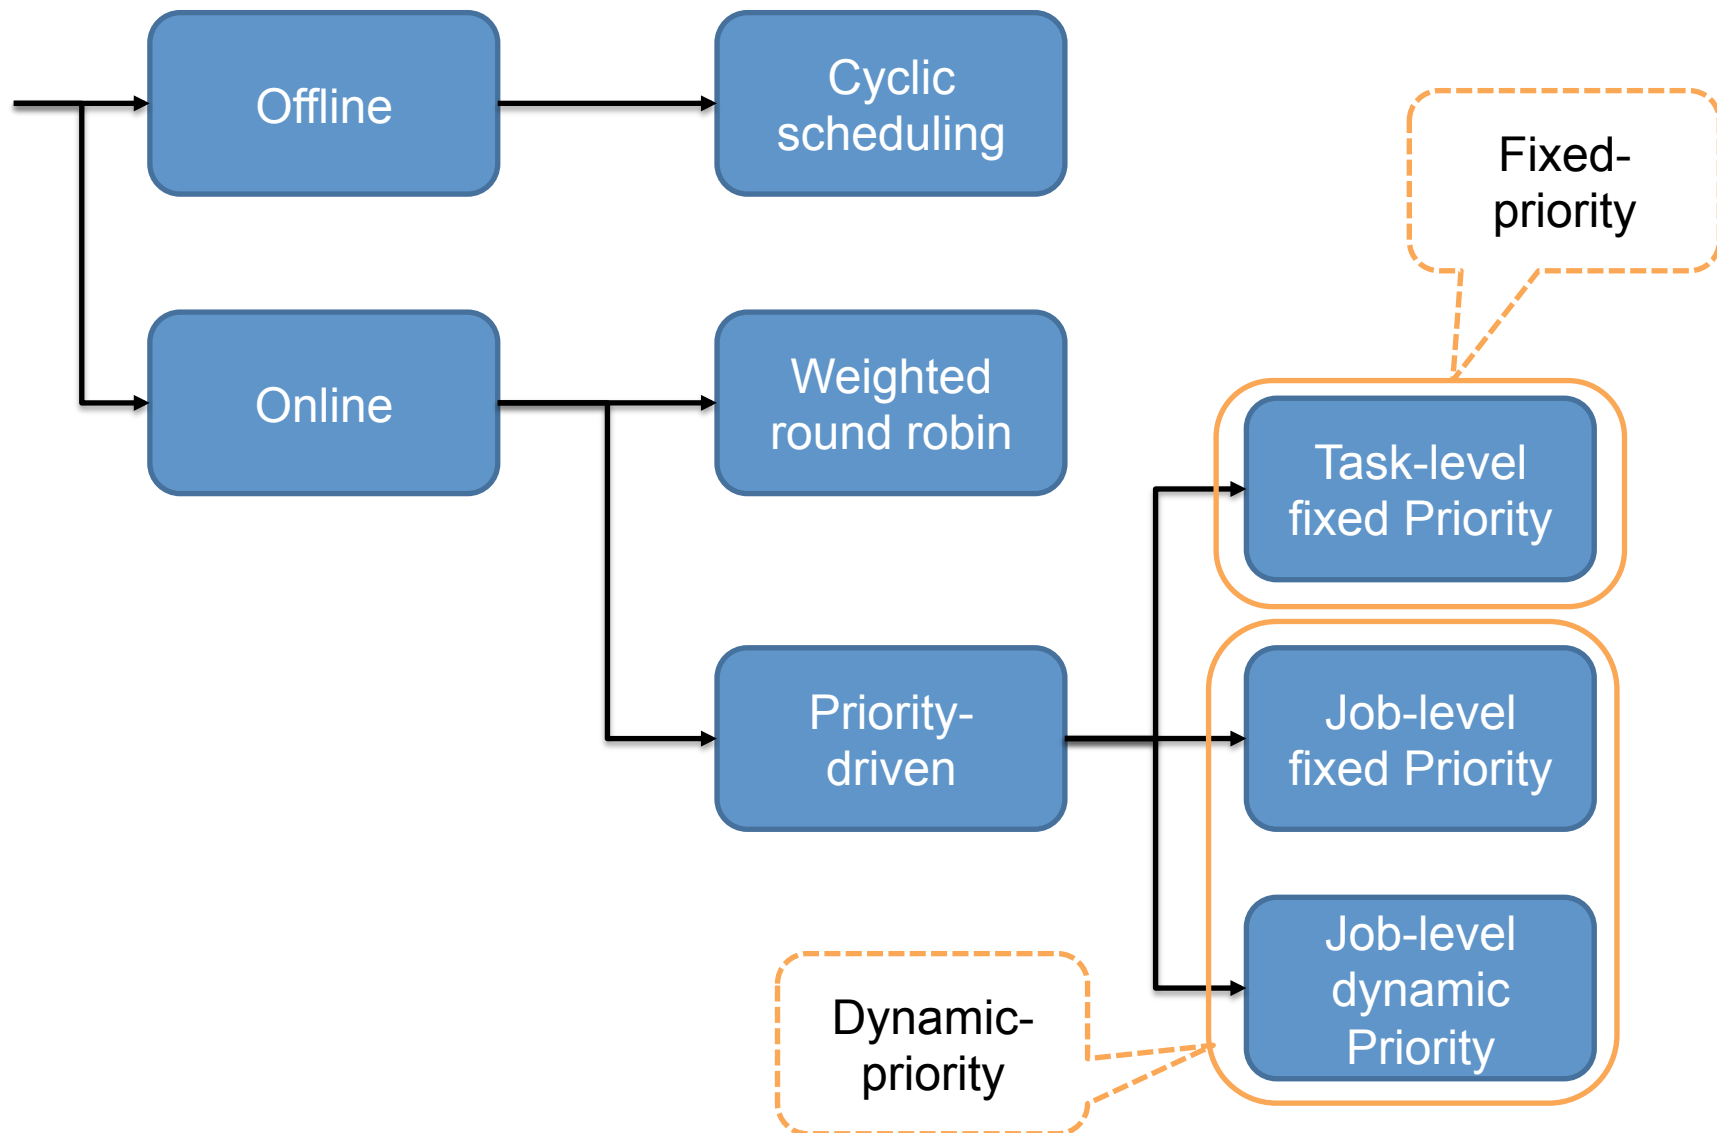 Offline
Cyclic
scheduling
Fixed-
priority
Online
Weighted
round robin
Task-level
fixed Priority
Priority-
driven
Job-level
fixed Priority
Job-level
dynamic
Priority
Dynamic-
priority